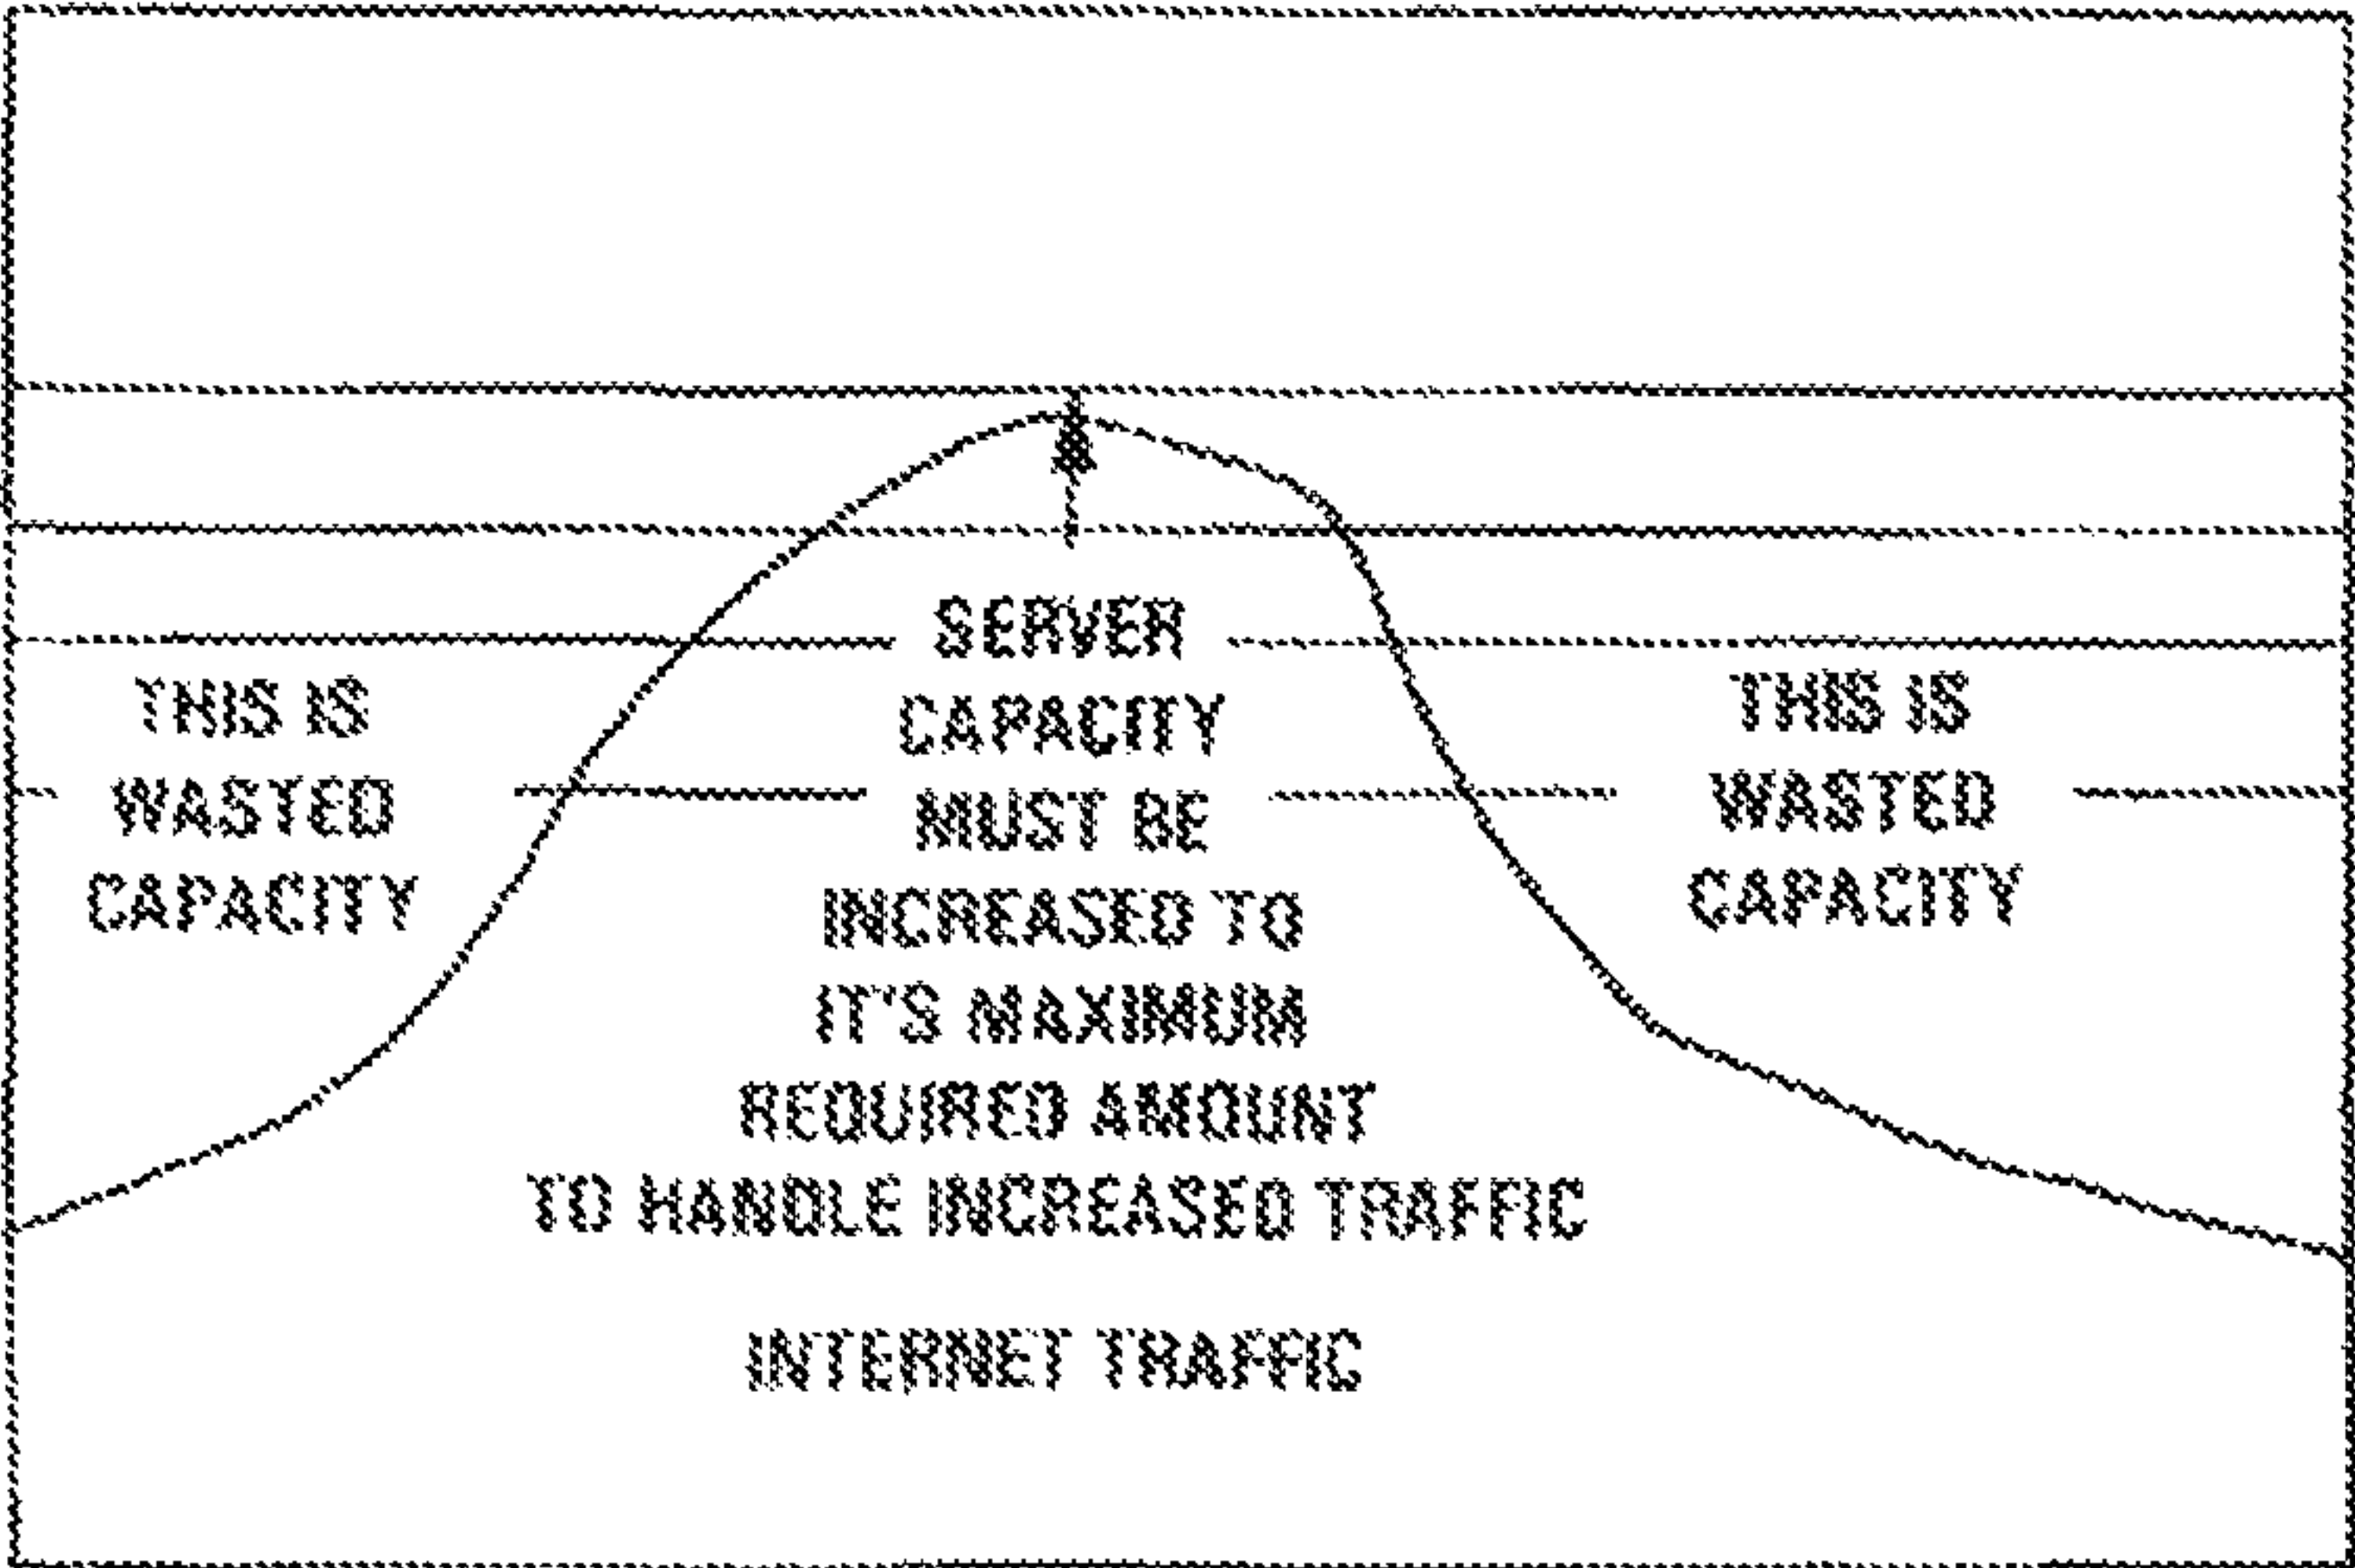 THIS IS
WASTED
CAPACITY
SERVER
CAPACITY
MUST BE
INCREASED TO
IT'S MAXIMUM
REQUIRED AMOUNT
TO HANDLE INCREASED TRAFFIC
THIS IS
WASTED
CAPACITY
INTERNET TRAFFIC